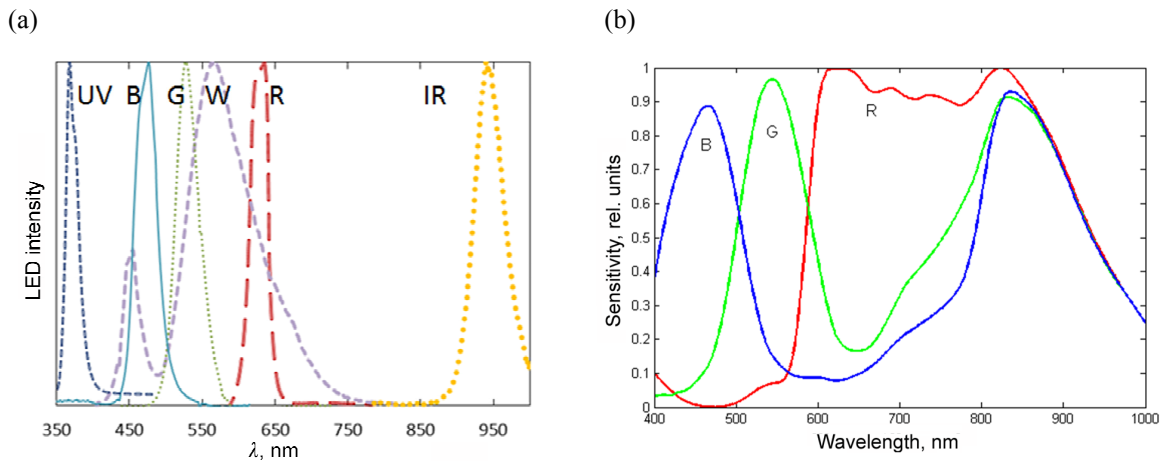 (a)
UV B G W R IR
LED intensity
350 450 550 650 750 850 950
λ, nm
(b)
1
0.9
0.8
0.7
0.6
0.5
0.4
0.3
0.2
0.1
0
B
G
R
Sensitivity, rel. units
400 500 600 700 800 900 1000
Wavelength, nm